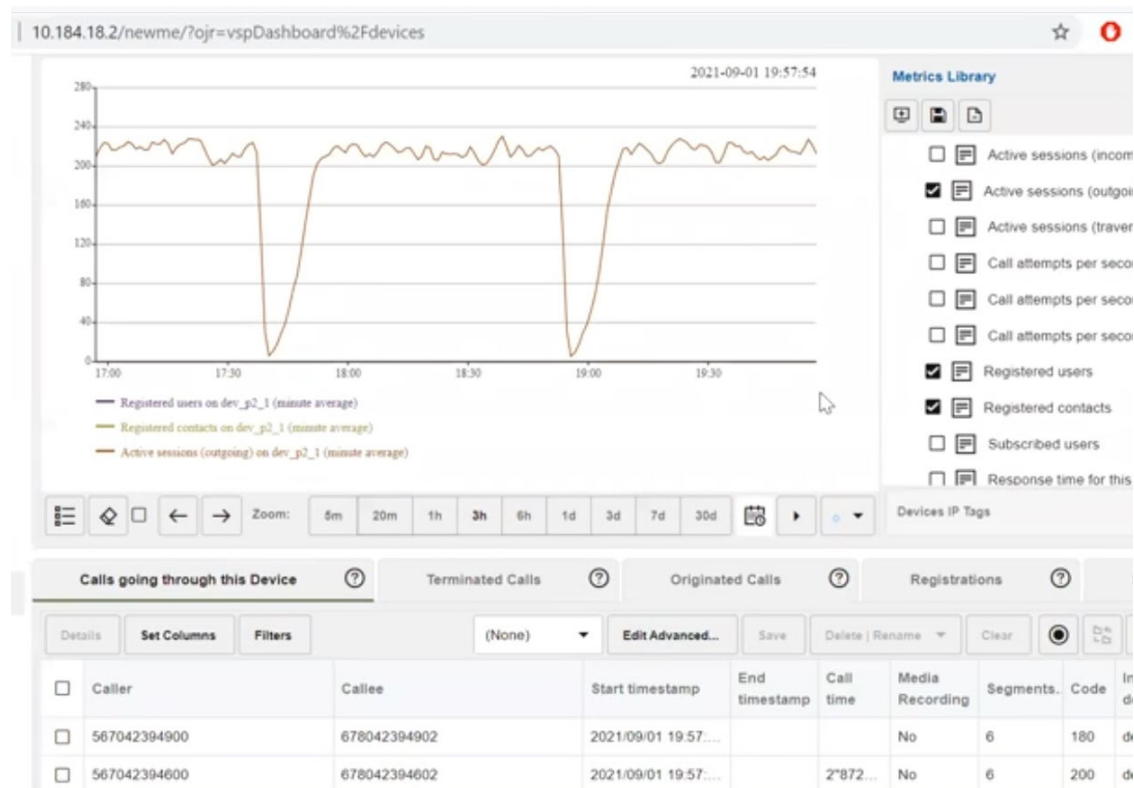 10.184.18.2/newme/?ojr=vspDashboard%2Fdevices
2021-09-01 19:57:54
280
240
200
160
120
80
40
0
17:00 17:30 18:00 18:30 19:00 19:30
Registered users on dev_p2_1 (minute average)
Registered contacts on dev_p2_1 (minute average)
Active sessions (outgoing) on dev_p2_1 (minute average)
Metrics Library
Active sessions (incom
Active sessions (outgoi
Active sessions (traver
Call attempts per seco
Call attempts per seco
Call attempts per seco
Registered users
Registered contacts
Subscribed users
Response time for this
Zoom: 5m 20m 1h 3h 6h 1d 3d 7d 30d
Devices IP Tags
Calls going through this Device Terminated Calls Originated Calls Registrations
Details Set Columns Filters (None) Edit Advanced... Save Delete | Rename Clear
Caller Callee Start timestamp End timestamp Call time Media Recording Segments. Code
567042394900 678042394902 2021/09/01 19:57:... No 6 180
567042394600 678042394602 2021/09/01 19:57:... 2"872... No 6 200